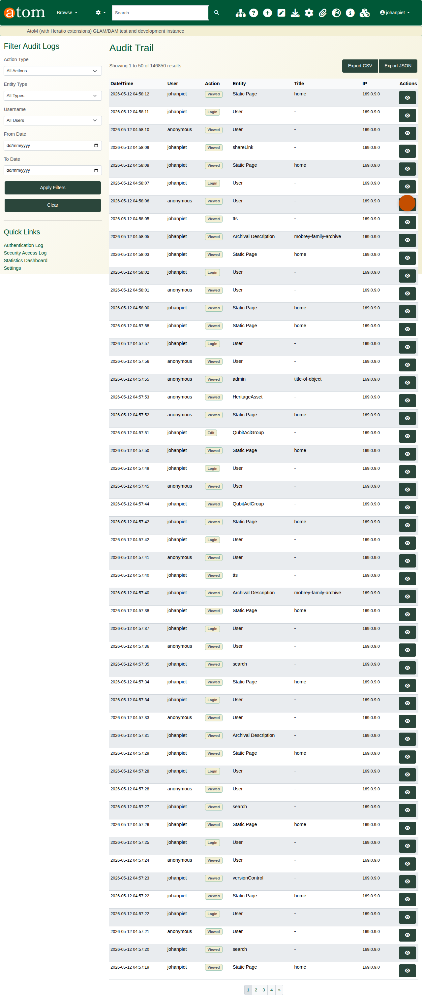 atom Browse Search johanpiet
AtoM (with Heratio extensions) GLAM/DAM test and development instance
Filter Audit Logs
Action Type
All Actions
Entity Type
All Types
Username
All Users
From Date
dd/mm/yyyy
To Date
dd/mm/yyyy
Apply Filters
Clear
Quick Links
Authentication Log
Security Access Log
Statistics Dashboard
Settings
Audit Trail
Showing 1 to 50 of 146850 results Export CSV Export JSON
Date/Time User Action Entity Title IP Actions
2026-05-12 04:58:12 johanpiet Viewed Static Page home 169.0.9.0
2026-05-12 04:58:11 johanpiet Login User - 169.0.9.0
2026-05-12 04:58:10 anonymous Viewed User - 169.0.9.0
2026-05-12 04:58:09 johanpiet Viewed shareLink - 169.0.9.0
2026-05-12 04:58:08 johanpiet Viewed Static Page home 169.0.9.0
2026-05-12 04:58:07 johanpiet Login User - 169.0.9.0
2026-05-12 04:58:06 anonymous Viewed User - 169.0.9.0
2026-05-12 04:58:05 johanpiet Viewed tts - 169.0.9.0
2026-05-12 04:58:05 johanpiet Viewed Archival Description mobrey-family-archive 169.0.9.0
2026-05-12 04:58:03 johanpiet Viewed Static Page home 169.0.9.0
2026-05-12 04:58:02 johanpiet Login User - 169.0.9.0
2026-05-12 04:58:01 anonymous Viewed User - 169.0.9.0
2026-05-12 04:58:00 johanpiet Viewed Static Page home 169.0.9.0
2026-05-12 04:57:58 johanpiet Viewed Static Page home 169.0.9.0
2026-05-12 04:57:57 johanpiet Login User - 169.0.9.0
2026-05-12 04:57:56 anonymous Viewed User - 169.0.9.0
2026-05-12 04:57:55 anonymous Viewed admin title-of-object 169.0.9.0
2026-05-12 04:57:53 anonymous Viewed HeritageAsset - 169.0.9.0
2026-05-12 04:57:52 anonymous Viewed Static Page home 169.0.9.0
2026-05-12 04:57:51 johanpiet Edit QubitAclGroup - 169.0.9.0
2026-05-12 04:57:50 johanpiet Viewed Static Page home 169.0.9.0
2026-05-12 04:57:49 johanpiet Login User - 169.0.9.0
2026-05-12 04:57:45 anonymous Viewed User - 169.0.9.0
2026-05-12 04:57:44 johanpiet Viewed QubitAclGroup - 169.0.9.0
2026-05-12 04:57:42 johanpiet Viewed Static Page home 169.0.9.0
2026-05-12 04:57:42 johanpiet Login User - 169.0.9.0
2026-05-12 04:57:41 anonymous Viewed User - 169.0.9.0
2026-05-12 04:57:40 johanpiet Viewed tts - 169.0.9.0
2026-05-12 04:57:40 johanpiet Viewed Archival Description mobrey-family-archive 169.0.9.0
2026-05-12 04:57:38 johanpiet Viewed Static Page home 169.0.9.0
2026-05-12 04:57:37 johanpiet Login User - 169.0.9.0
2026-05-12 04:57:36 anonymous Viewed User - 169.0.9.0
2026-05-12 04:57:35 johanpiet Viewed search - 169.0.9.0
2026-05-12 04:57:34 johanpiet Viewed Static Page home 169.0.9.0
2026-05-12 04:57:34 johanpiet Login User - 169.0.9.0
2026-05-12 04:57:33 anonymous Viewed User - 169.0.9.0
2026-05-12 04:57:31 johanpiet Viewed Archival Description - 169.0.9.0
2026-05-12 04:57:29 johanpiet Viewed Static Page home 169.0.9.0
2026-05-12 04:57:28 johanpiet Login User - 169.0.9.0
2026-05-12 04:57:28 anonymous Viewed User - 169.0.9.0
2026-05-12 04:57:27 johanpiet Viewed search - 169.0.9.0
2026-05-12 04:57:26 johanpiet Viewed Static Page home 169.0.9.0
2026-05-12 04:57:25 johanpiet Login User - 169.0.9.0
2026-05-12 04:57:24 anonymous Viewed User - 169.0.9.0
2026-05-12 04:57:23 johanpiet Viewed versionControl - 169.0.9.0
2026-05-12 04:57:22 johanpiet Viewed Static Page home 169.0.9.0
2026-05-12 04:57:22 johanpiet Login User - 169.0.9.0
2026-05-12 04:57:21 anonymous Viewed User - 169.0.9.0
2026-05-12 04:57:20 johanpiet Viewed search - 169.0.9.0
2026-05-12 04:57:19 johanpiet Viewed Static Page home 169.0.9.0
1 2 3 4 »